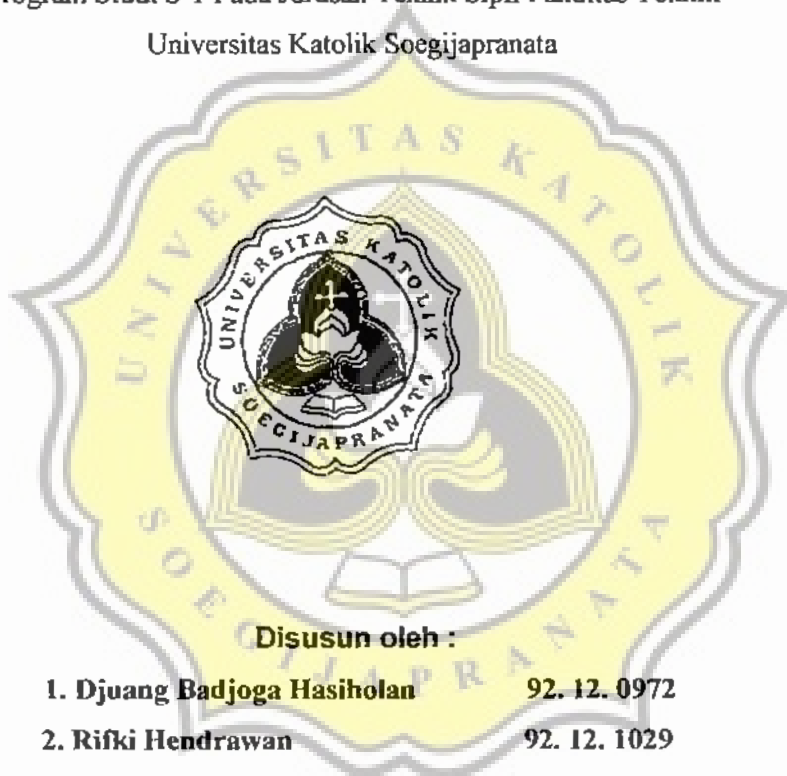 Universitas Katolik Soegijapranata
UNIVERSITAS KATOLIK
SOEGIJAPRANATA
UNIVERSITAS KATOLIK
SOEGIJAPRANATA
Disusun oleh :
1. Djuang Badjoga Hasiholan 92. 12. 0972
2. Rifki Hendrawan 92. 12. 1029